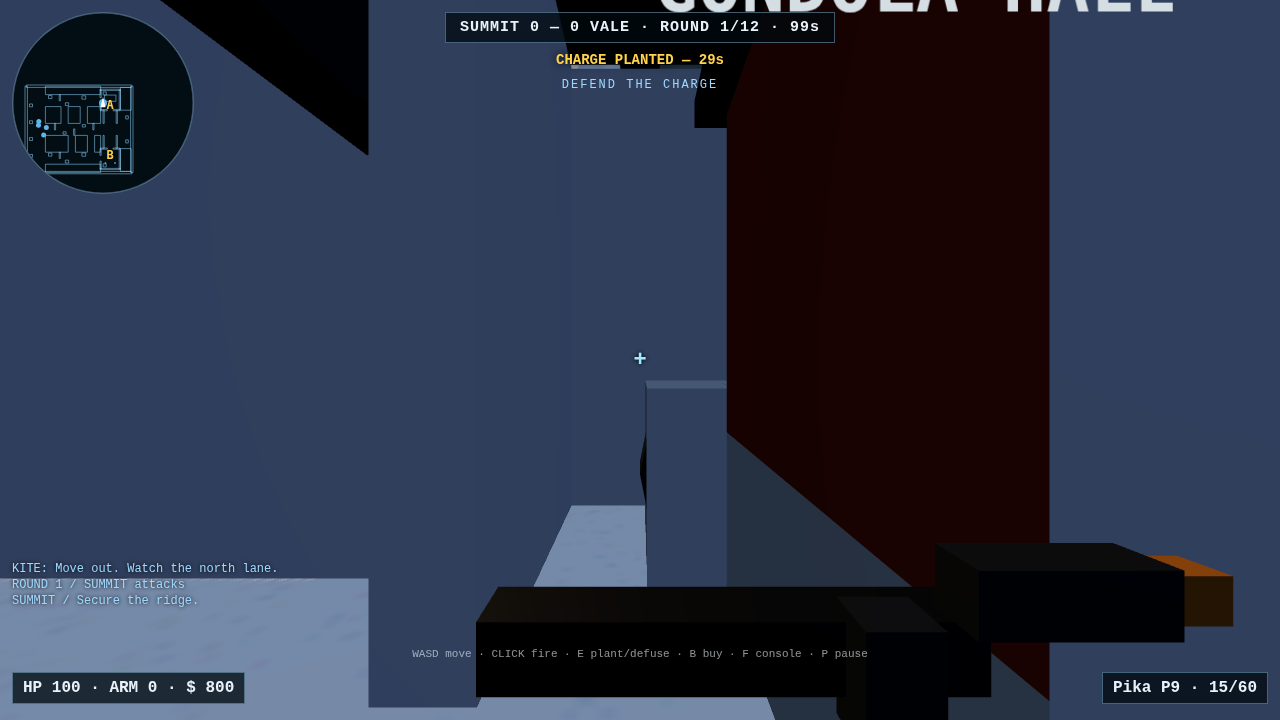 GONDOLA HALL
SUMMIT 0 — 0 VALE · ROUND 1/12 · 99s
CHARGE PLANTED — 29s
DEFEND THE CHARGE
A
B
+
KITE: Move out. Watch the north lane.
ROUND 1 / SUMMIT attacks
SUMMIT / Secure the ridge.
WASD move · CLICK fire · E plant/defuse · B buy · F console · P pause
HP 100 · ARM 0 · $ 800
Pika P9 · 15/60